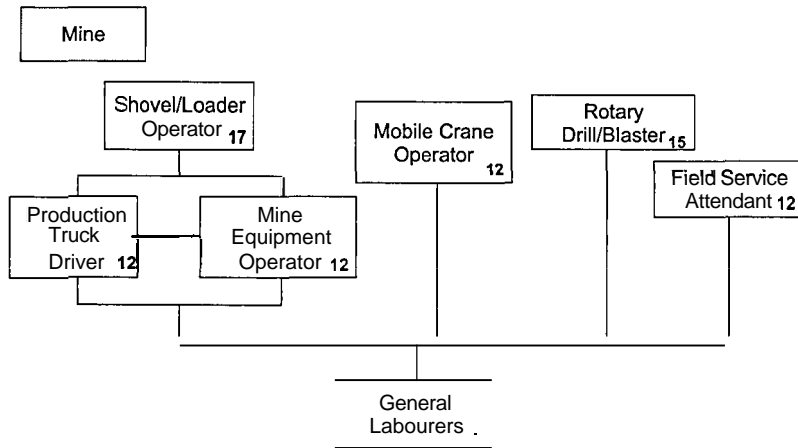 Mine
Shovel/Loader
Operator 17
Mobile Crane
Operator 12
Rotary
Drill/Blaster 15
Field Service
Attendant 12
Production
Truck
Driver 12
Mine
Equipment
Operator 12
General
Labourers .